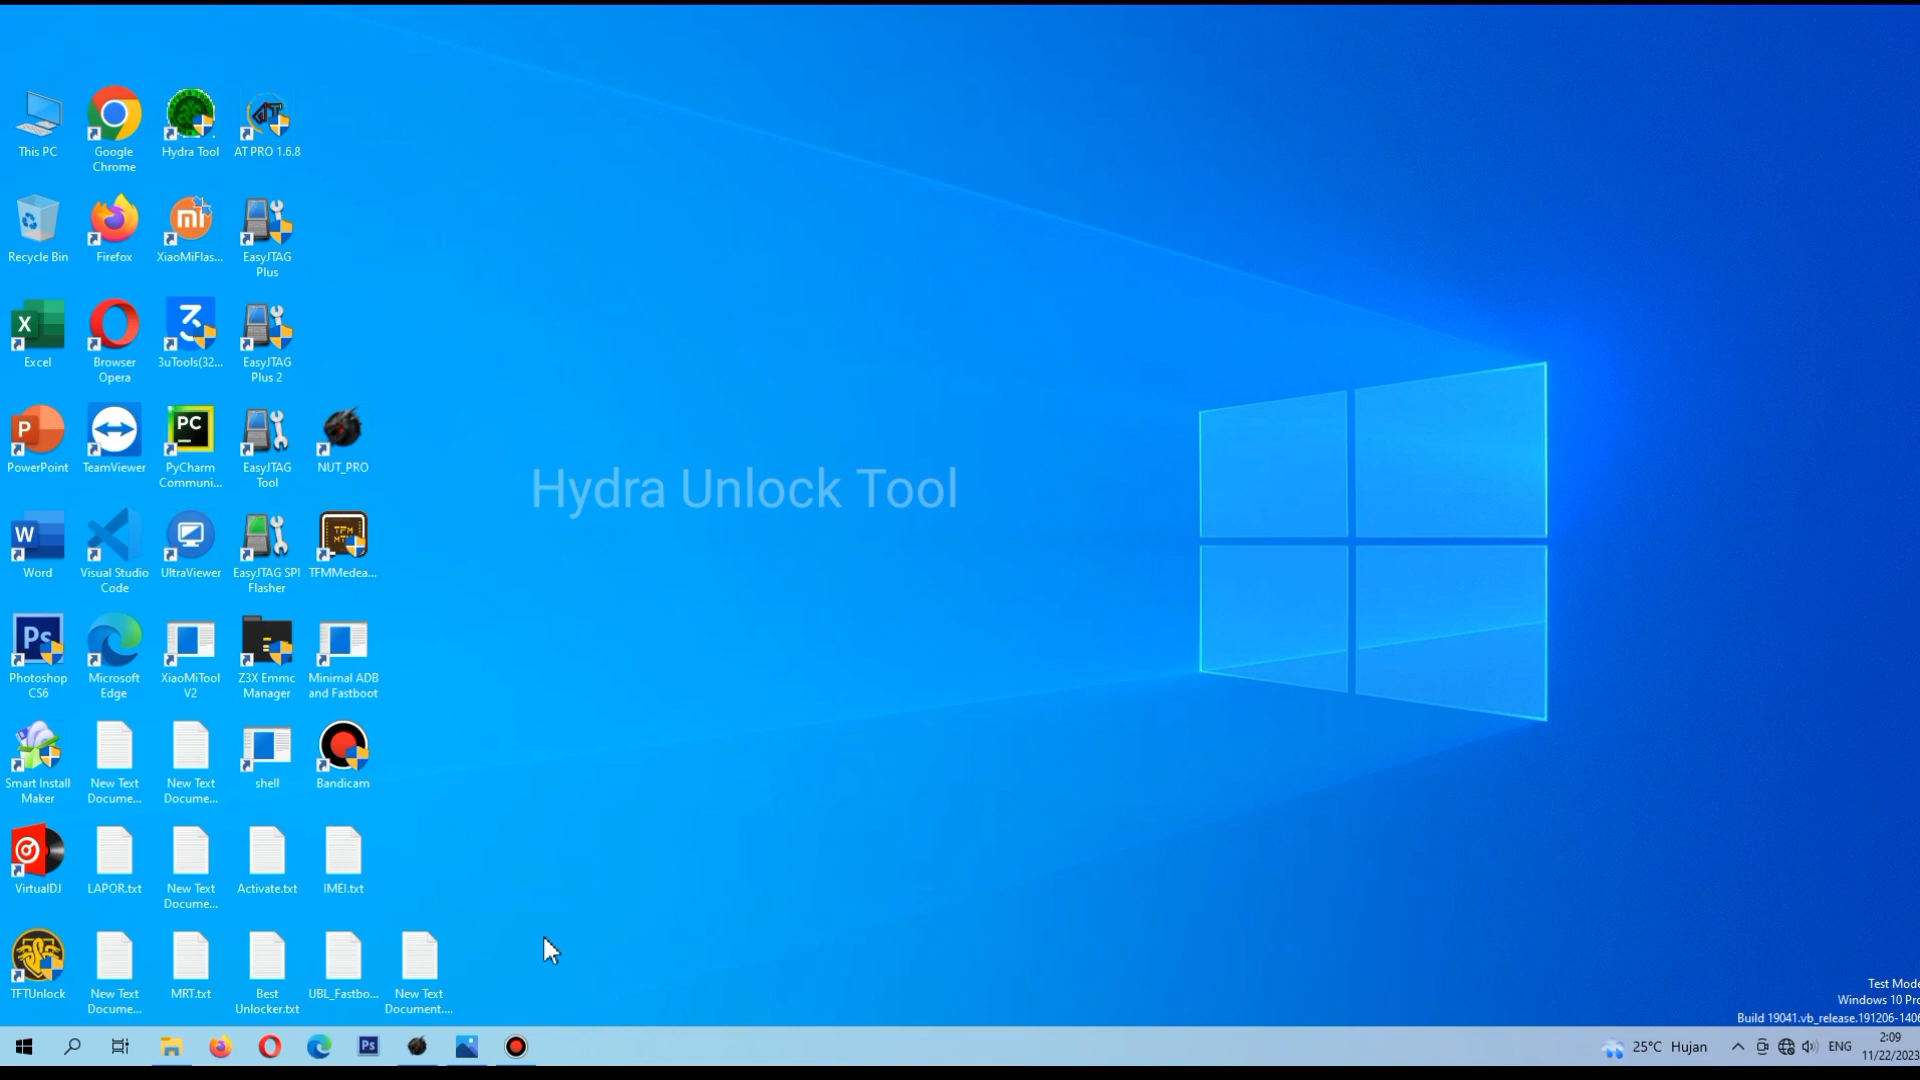 This PC
Google
Chrome
Hydra Tool
AT PRO 1.6.8
Recycle Bin
Firefox
mi
XiaoMiFlas...
EasyJTAG
Plus
X
Excel
Browser
Opera
3uTools(32...
EasyJTAG
Plus 2
P
PowerPoint
TeamViewer
PC
PyCharm
Communi...
EasyJTAG
Tool
NUT_PRO
Hydra Unlock Tool
W
Word
Visual Studio
Code
UltraViewer
EasyJTAG SPI
Flasher
TFM
TFMMedea...
Ps
Photoshop
CS6
Microsoft
Edge
XiaoMiTool
V2
Z3X Emmc
Manager
Minimal ADB
and Fastboot
Smart Install
Maker
New Text
Docume...
New Text
Docume...
shell
Bandicam
VirtualDJ
LAPOR.txt
New Text
Docume...
Activate.txt
IMEI.txt
TFTUnlock
New Text
Docume...
MRT.txt
Best
Unlocker.txt
UBL_Fastbo...
New Text
Document....
Test Mode
Windows 10 Pro
Build 19041.vb_release.191206-1406
Ps
25°C Hujan
ENG
2:09
11/22/2023